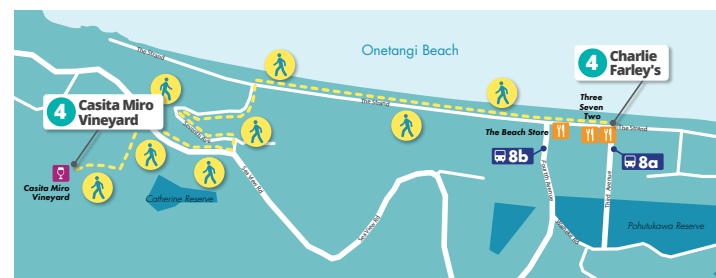 Onetangi Beach
The Strand
4
Charlie
Farley's
4
Casita Miro
Vineyard
The Strand
Three
Seven
Two
The Strand
The Beach Store
8b
8a
Sea View Rd
Fourth Avenue
Third Avenue
Casita Miro
Vineyard
Catherine Reserve
SeaView Rd
Pohutukawa Reserve